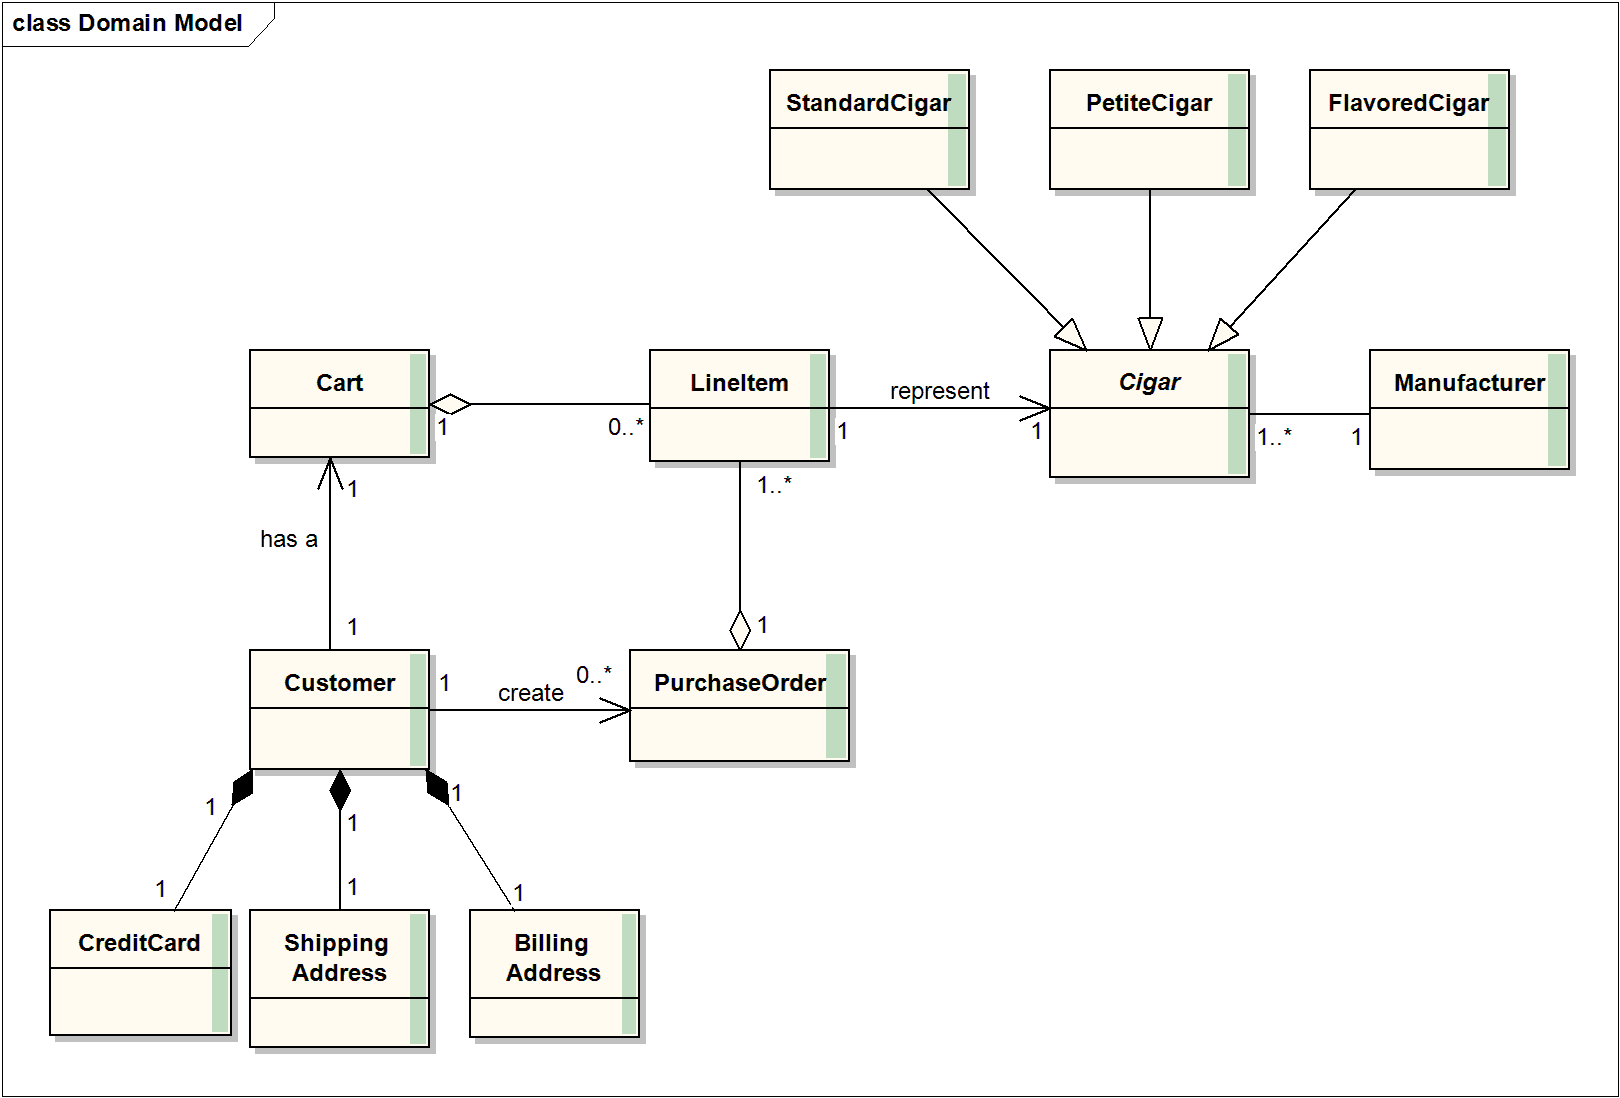 class Domain Model
StandardCigar
PetiteCigar
FlavoredCigar
Cart
LineItem
represent
Cigar
Manufacturer
1
0..*
1
1
1..*
1
1
1..*
has a
1
1
Customer
1
create
0..*
PurchaseOrder
1
1
1
1
1
1
CreditCard
Shipping
Address
Billing
Address